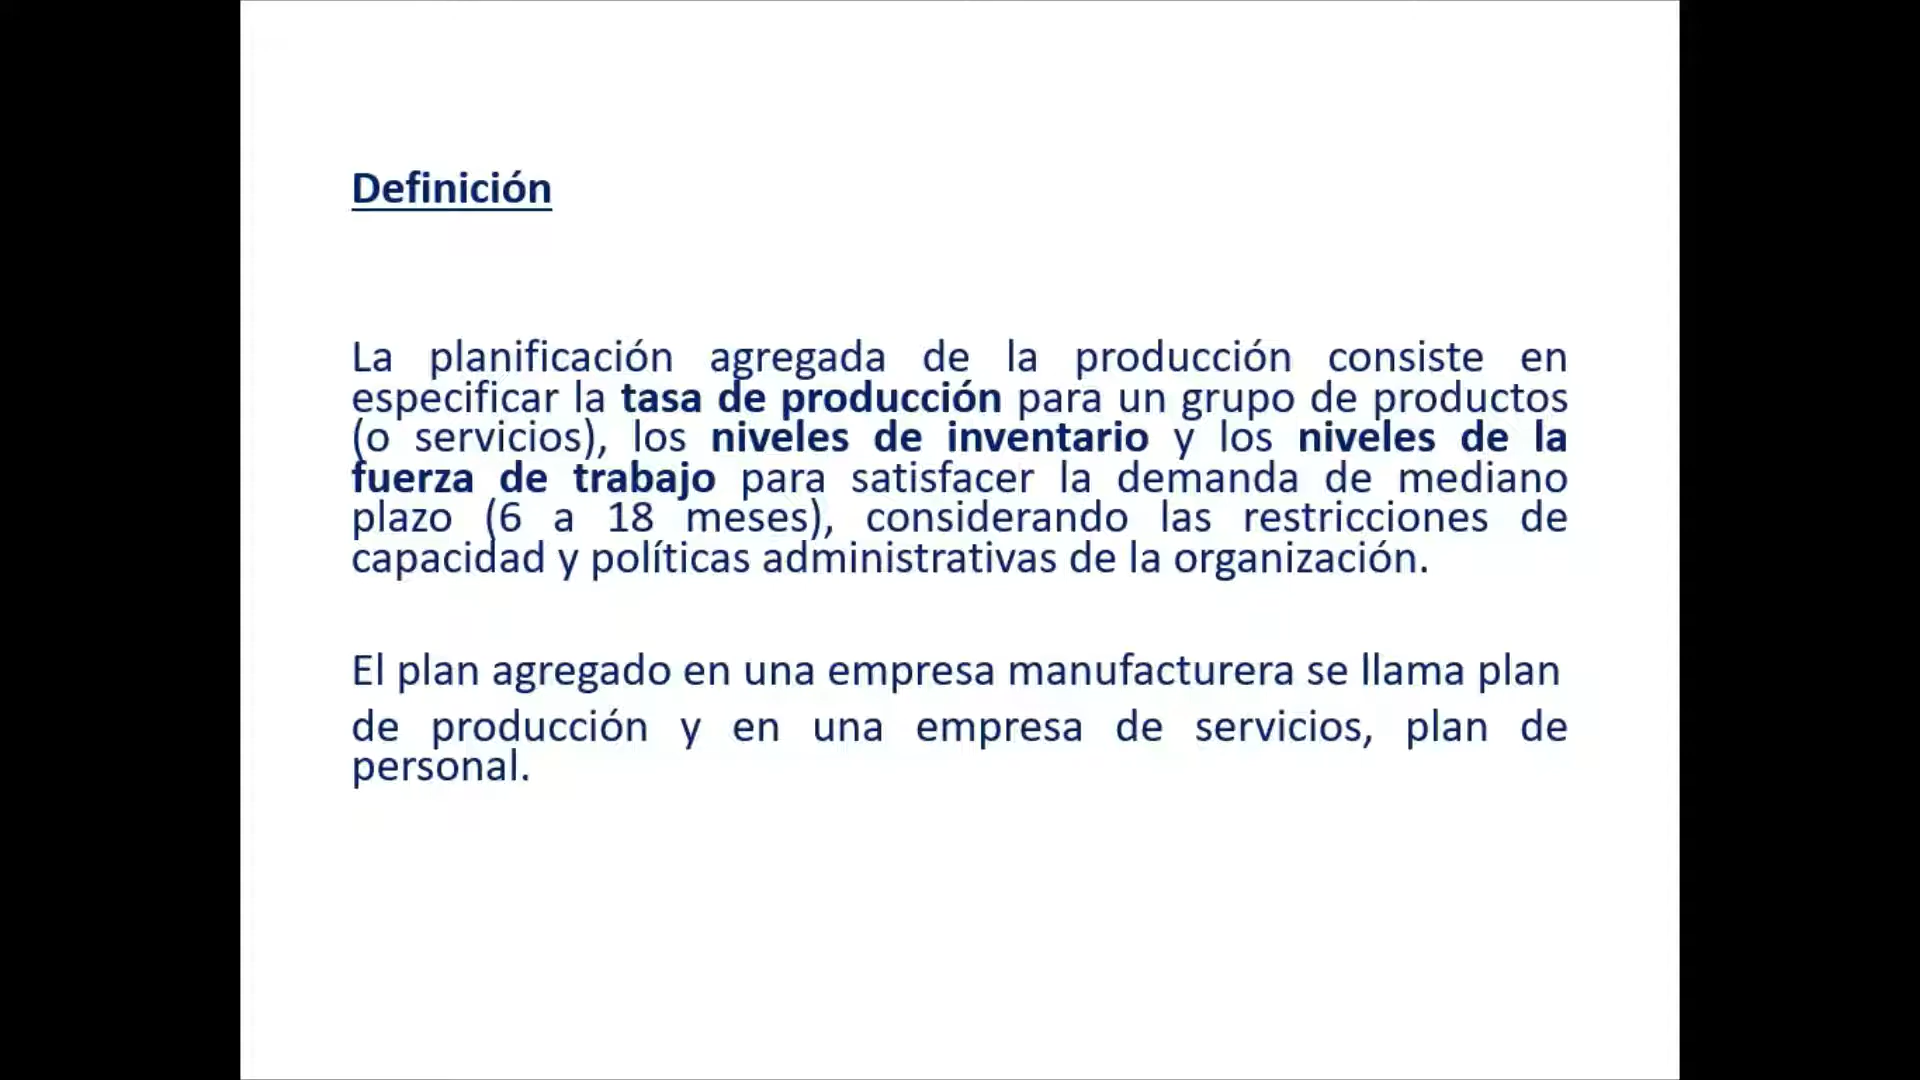 Definición
La planificación agregada de la producción consiste en
especificar la tasa de producción para un grupo de productos
(o servicios), los niveles de inventario y los niveles de la
fuerza de trabajo para satisfacer la demanda de mediano
plazo (6 a 18 meses), considerando las restricciones de
capacidad y políticas administrativas de la organización.
El plan agregado en una empresa manufacturera se llama plan
de producción y en una empresa de servicios, plan de
personal.